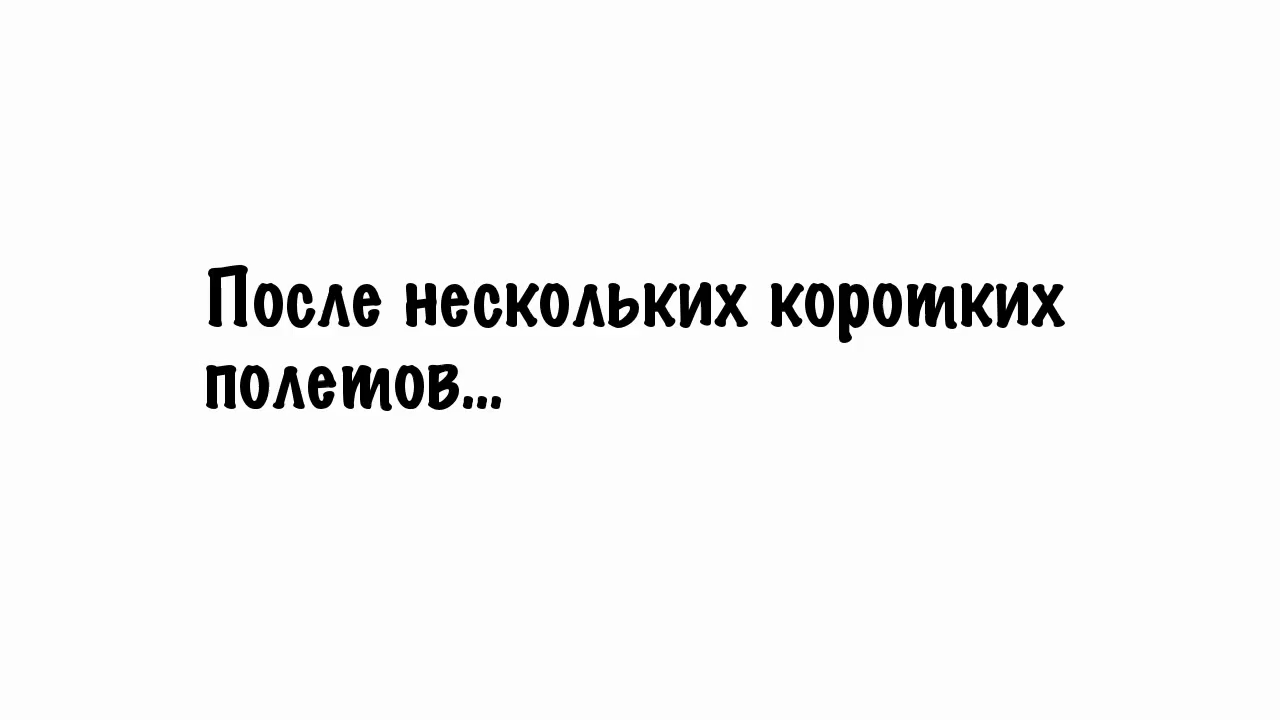 После нескольких коротких
полетов...